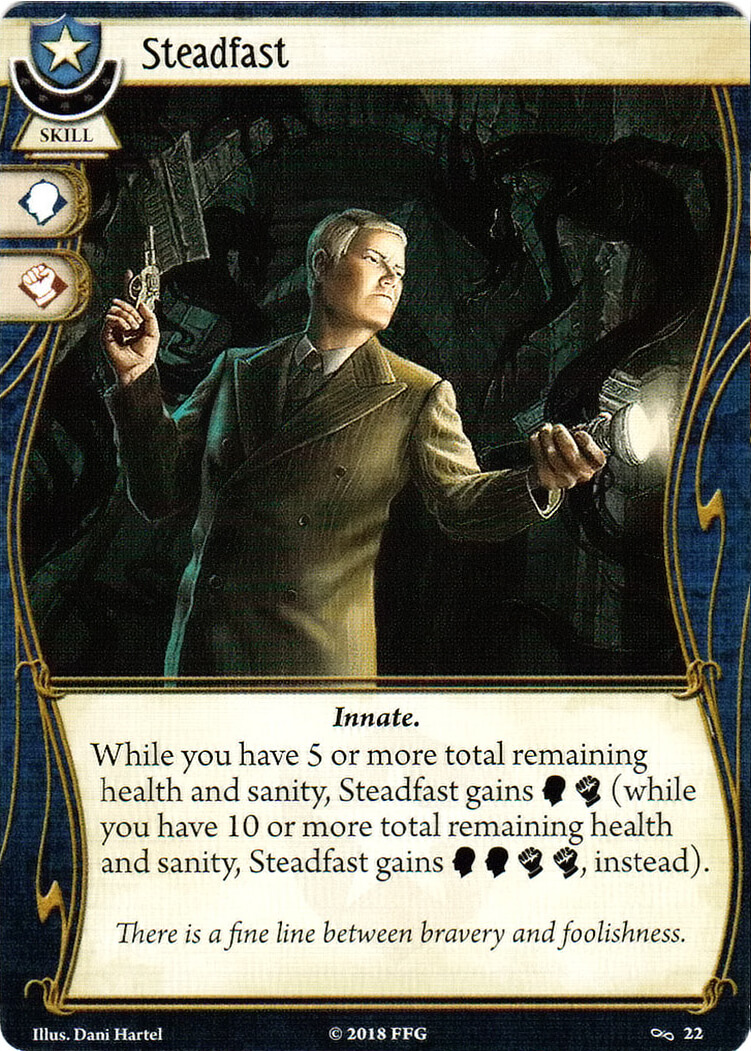 Steadfast
SKILL
Innate.
While you have 5 or more total remaining
health and sanity, Steadfast gains (while
you have 10 or more total remaining health
and sanity, Steadfast gains , instead).
There is a fine line between bravery and foolishness.
Illus. Dani Hartel
© 2018 FFG
22